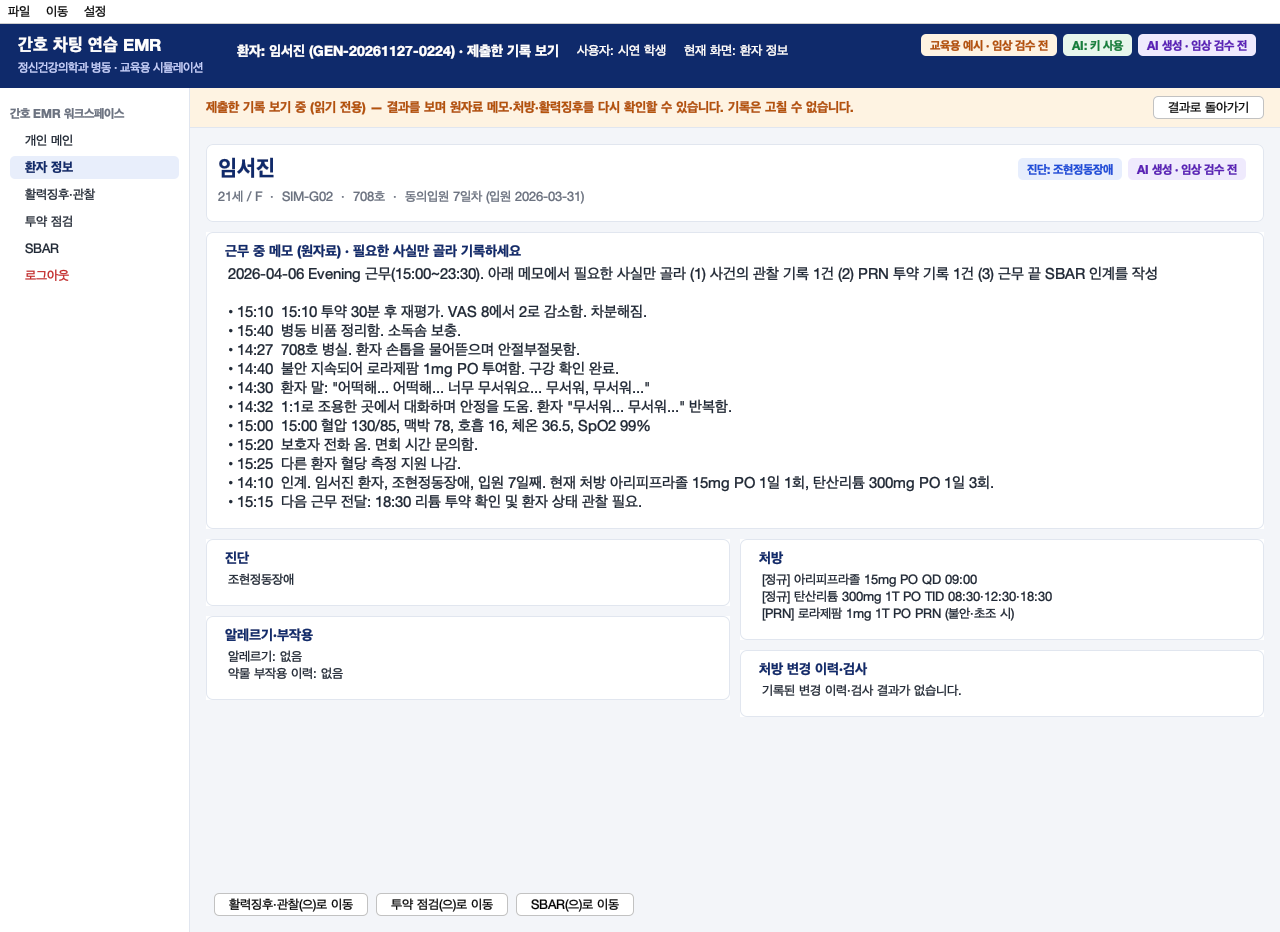 파일 이동 설정
간호 차팅 연습 EMR
정신건강의학과 병동 · 교육용 시뮬레이션
환자: 임서진 (GEN-20261127-0224) · 제출한 기록 보기 사용자: 시연 학생 현재 화면: 환자 정보
교육용 예시 · 임상 검수 전 AI: 키 사용 AI 생성 · 임상 검수 전
간호 EMR 워크스페이스
개인 메인
환자 정보
활력징후·관찰
투약 점검
SBAR
로그아웃
제출한 기록 보기 중 (읽기 전용) — 결과를 보며 원자료 메모·처방·활력징후를 다시 확인할 수 있습니다. 기록은 고칠 수 없습니다.
결과로 돌아가기
임서진
진단: 조현정동장애 AI 생성 · 임상 검수 전
21세 / F · SIM-G02 · 708호 · 동의입원 7일차 (입원 2026-03-31)
근무 중 메모 (원자료) · 필요한 사실만 골라 기록하세요
2026-04-06 Evening 근무(15:00~23:30). 아래 메모에서 필요한 사실만 골라 (1) 사건의 관찰 기록 1건 (2) PRN 투약 기록 1건 (3) 근무 끝 SBAR 인계를 작성
• 15:10 15:10 투약 30분 후 재평가. VAS 8에서 2로 감소함. 차분해짐.
• 15:40 병동 비품 정리함. 소독솜 보충.
• 14:27 708호 병실. 환자 손톱을 물어뜯으며 안절부절못함.
• 14:40 불안 지속되어 로라제팜 1mg PO 투여함. 구강 확인 완료.
• 14:30 환자 말: "어떡해... 어떡해... 너무 무서워요... 무서워, 무서워..."
• 14:32 1:1로 조용한 곳에서 대화하며 안정을 도움. 환자 "무서워... 무서워..." 반복함.
• 15:00 15:00 혈압 130/85, 맥박 78, 호흡 16, 체온 36.5, SpO2 99%
• 15:20 보호자 전화 옴. 면회 시간 문의함.
• 15:25 다른 환자 혈당 측정 지원 나감.
• 14:10 인계. 임서진 환자, 조현정동장애, 입원 7일째. 현재 처방 아리피프라졸 15mg PO 1일 1회, 탄산리튬 300mg PO 1일 3회.
• 15:15 다음 근무 전달: 18:30 리튬 투약 확인 및 환자 상태 관찰 필요.
진단
조현정동장애
알레르기·부작용
알레르기: 없음
약물 부작용 이력: 없음
처방
[정규] 아리피프라졸 15mg PO QD 09:00
[정규] 탄산리튬 300mg 1T PO TID 08:30·12:30·18:30
[PRN] 로라제팜 1mg 1T PO PRN (불안·초조 시)
처방 변경 이력·검사
기록된 변경 이력·검사 결과가 없습니다.
활력징후·관찰(으)로 이동 투약 점검(으)로 이동 SBAR(으)로 이동